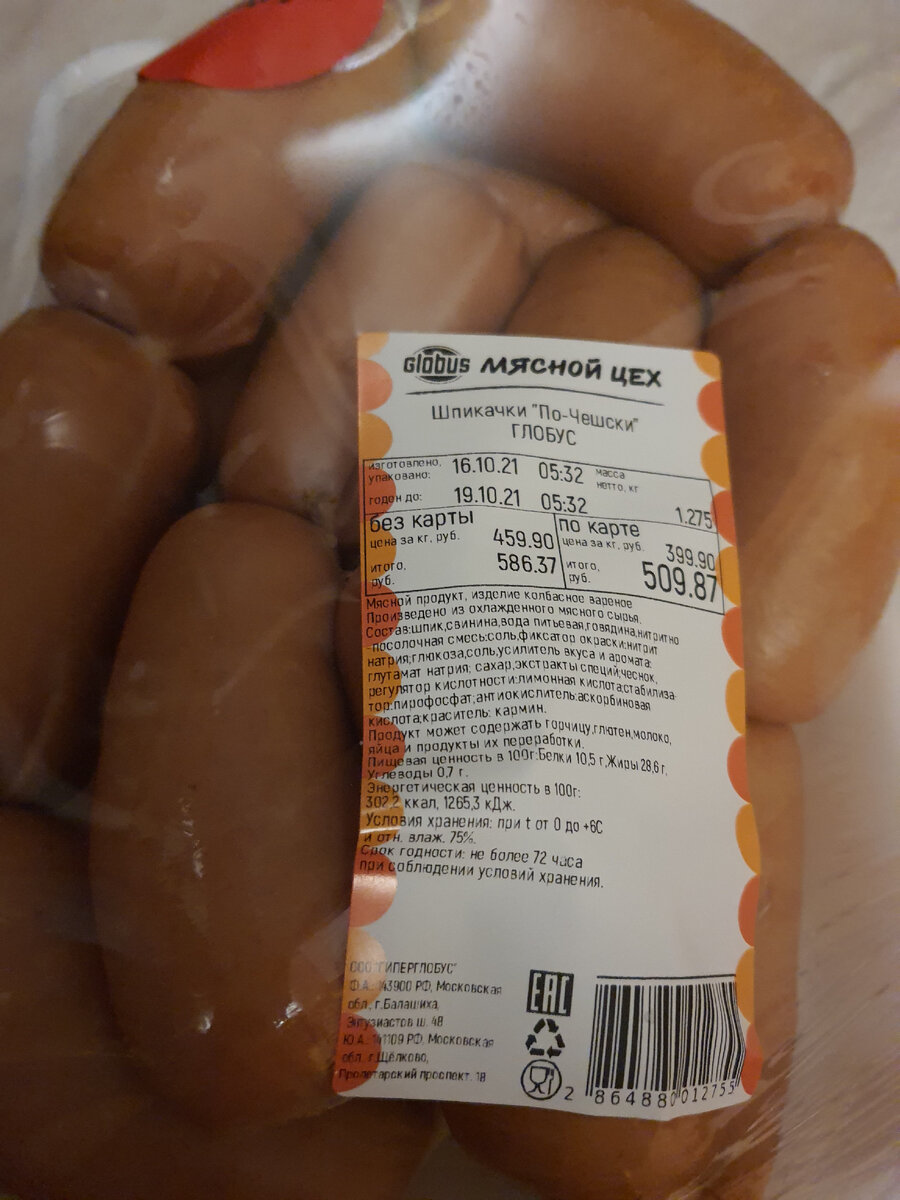 Globus МЯСНОЙ ЦЕХ
Шпикачки "По-Чешски"
ГЛОБУС
изготовлено, упаковано: 16.10.21 05:32 масса нетто, кг
годен до: 19.10.21 05:32 1.275
без карты по карте
цена за кг, руб. 459.90 цена за кг, руб. 399.90
итого, руб. 586.37 итого, руб. 509.87
Мясной продукт, изделие колбасное вареное
Произведено из охлажденного мясного сырья.
Состав:шпик,свинина,вода питьевая,говядина,нитритно
-посолочная смесь:соль,фиксатор окраски:нитрит
натрия;глюкоза,соль,усилитель вкуса и аромата:
глутамат натрия; сахар,экстракты специй,чеснок,
регулятор кислотности:лимонная кислота;стабилиза-
тор:пирофосфат;антиокислитель:аскорбиновая
кислота;краситель: кармин.
Продукт может содержать горчицу,глютен,молоко,
яйца и продукты их переработки.
Пищевая ценность в 100г:Белки 10,5 г,Жиры 28,6 г,
Углеводы 0,7 г.
Энергетическая ценность в 100г:
302,2 ккал, 1265,3 кДж.
Условия хранения: при t от 0 до +6С
и отн. влаж. 75%.
Срок годности: не более 72 часа
при соблюдении условий хранения.
ООО "ГИПЕРГЛОБУС"
Ф.А.: 143900 РФ, Московская
обл., г.Балашиха,
Энтузиастов ш. 48
Ю.А.: 141109 РФ, Московская
обл. г.Щёлково,
Пролетарский проспект. 18
EAC
2
864880012755